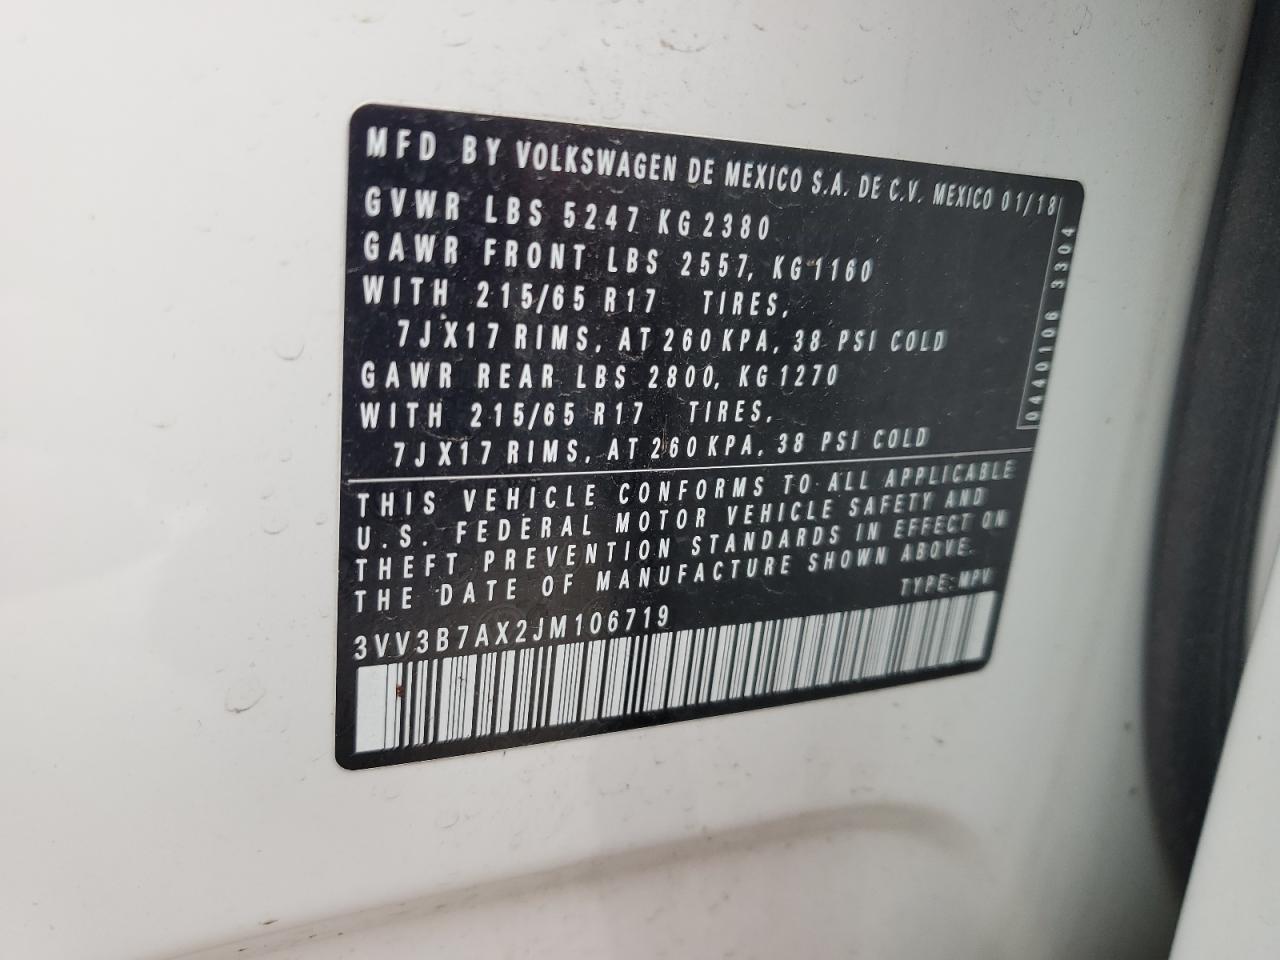 MFD BY VOLKSWAGEN DE MEXICO S.A. DE C.V. MEXICO 01/18
GVWR LBS 5247 KG 2380
GAWR FRONT LBS 2557, KG 1160
WITH 215/65 R17 TIRES,
7JX17 RIMS, AT 260 KPA, 38 PSI COLD
GAWR REAR LBS 2800, KG 1270
WITH 215/65 R17 TIRES,
7JX17 RIMS, AT 260 KPA, 38 PSI COLD
0440106 3304
THIS VEHICLE CONFORMS TO ALL APPLICABLE
U.S. FEDERAL MOTOR VEHICLE SAFETY AND
THEFT PREVENTION STANDARDS IN EFFECT ON
THE DATE OF MANUFACTURE SHOWN ABOVE.
TYPE: MPV
3VV3B7AX2JM106719